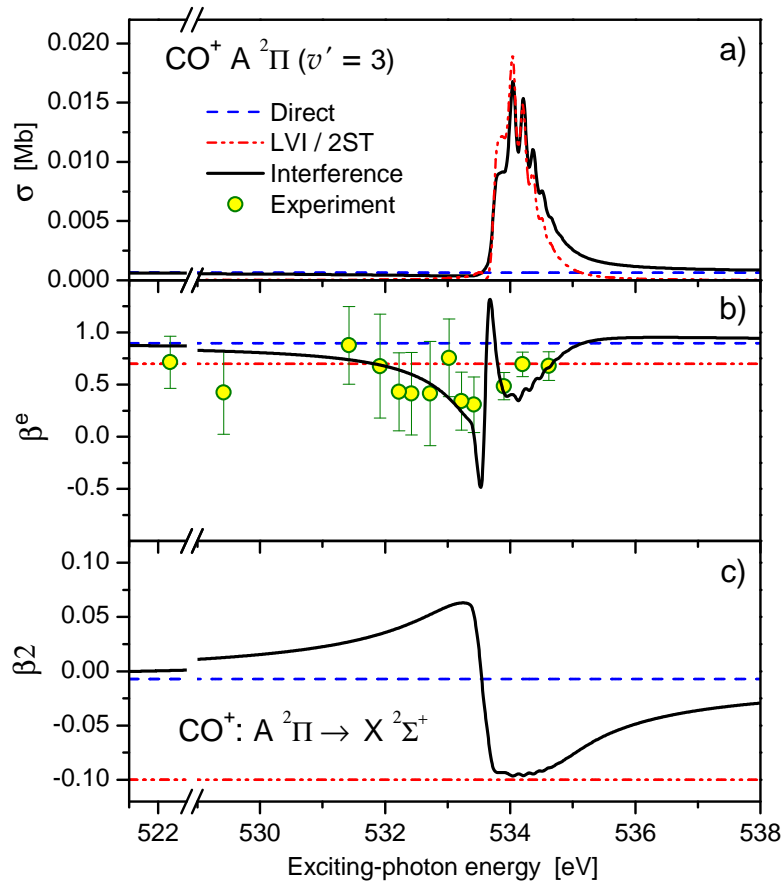 CO⁺ A ²Π (v′ = 3)
a)
Direct
LVI / 2ST
Interference
Experiment
σ [Mb]
0.020
0.015
0.010
0.005
0.000
b)
βᵉ
1.0
0.5
0.0
-0.5
c)
β2
0.10
0.05
0.00
-0.05
-0.10
CO⁺: A ²Π → X ²Σ⁺
522 530 532 534 536 538
Exciting-photon energy [eV]